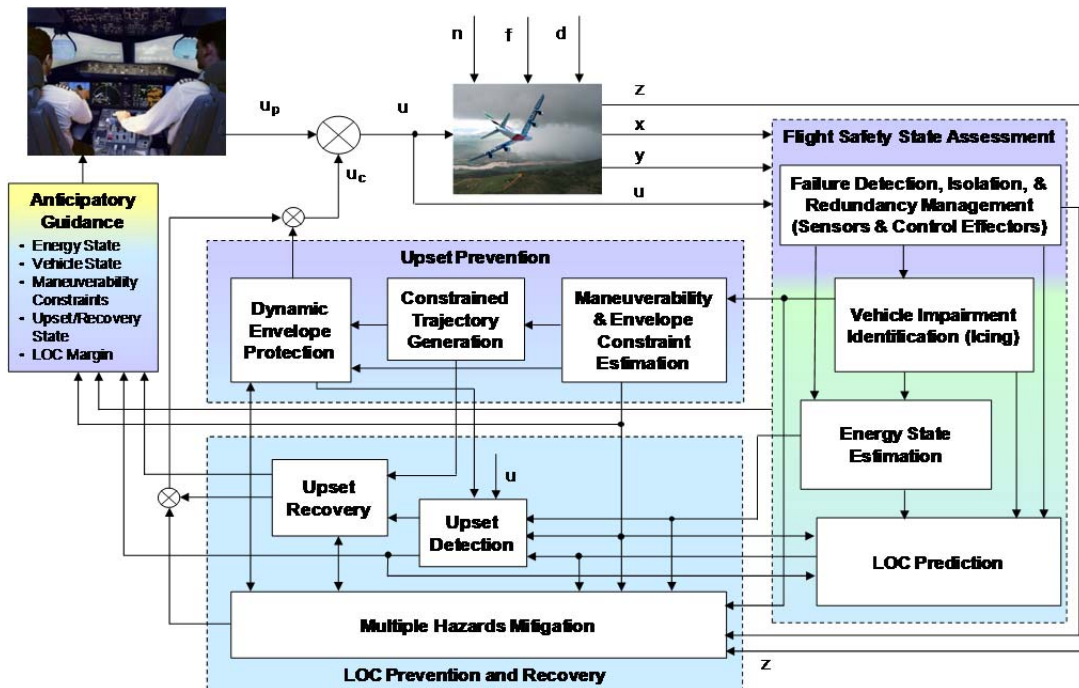 n
f
d
z
u_p
u
x
y
u
u_c
Flight Safety State Assessment
Failure Detection, Isolation, &
Redundancy Management
(Sensors & Control Effectors)
Anticipatory
Guidance
• Energy State
• Vehicle State
• Maneuverability
Constraints
• Upset/Recovery
State
• LOC Margin
Upset Prevention
Dynamic
Envelope
Protection
Constrained
Trajectory
Generation
Maneuverability
& Envelope
Constraint
Estimation
Vehicle Impairment
Identification (Icing)
Energy State
Estimation
Upset
Recovery
u
Upset
Detection
LOC Prediction
Multiple Hazards Mitigation
z
LOC Prevention and Recovery